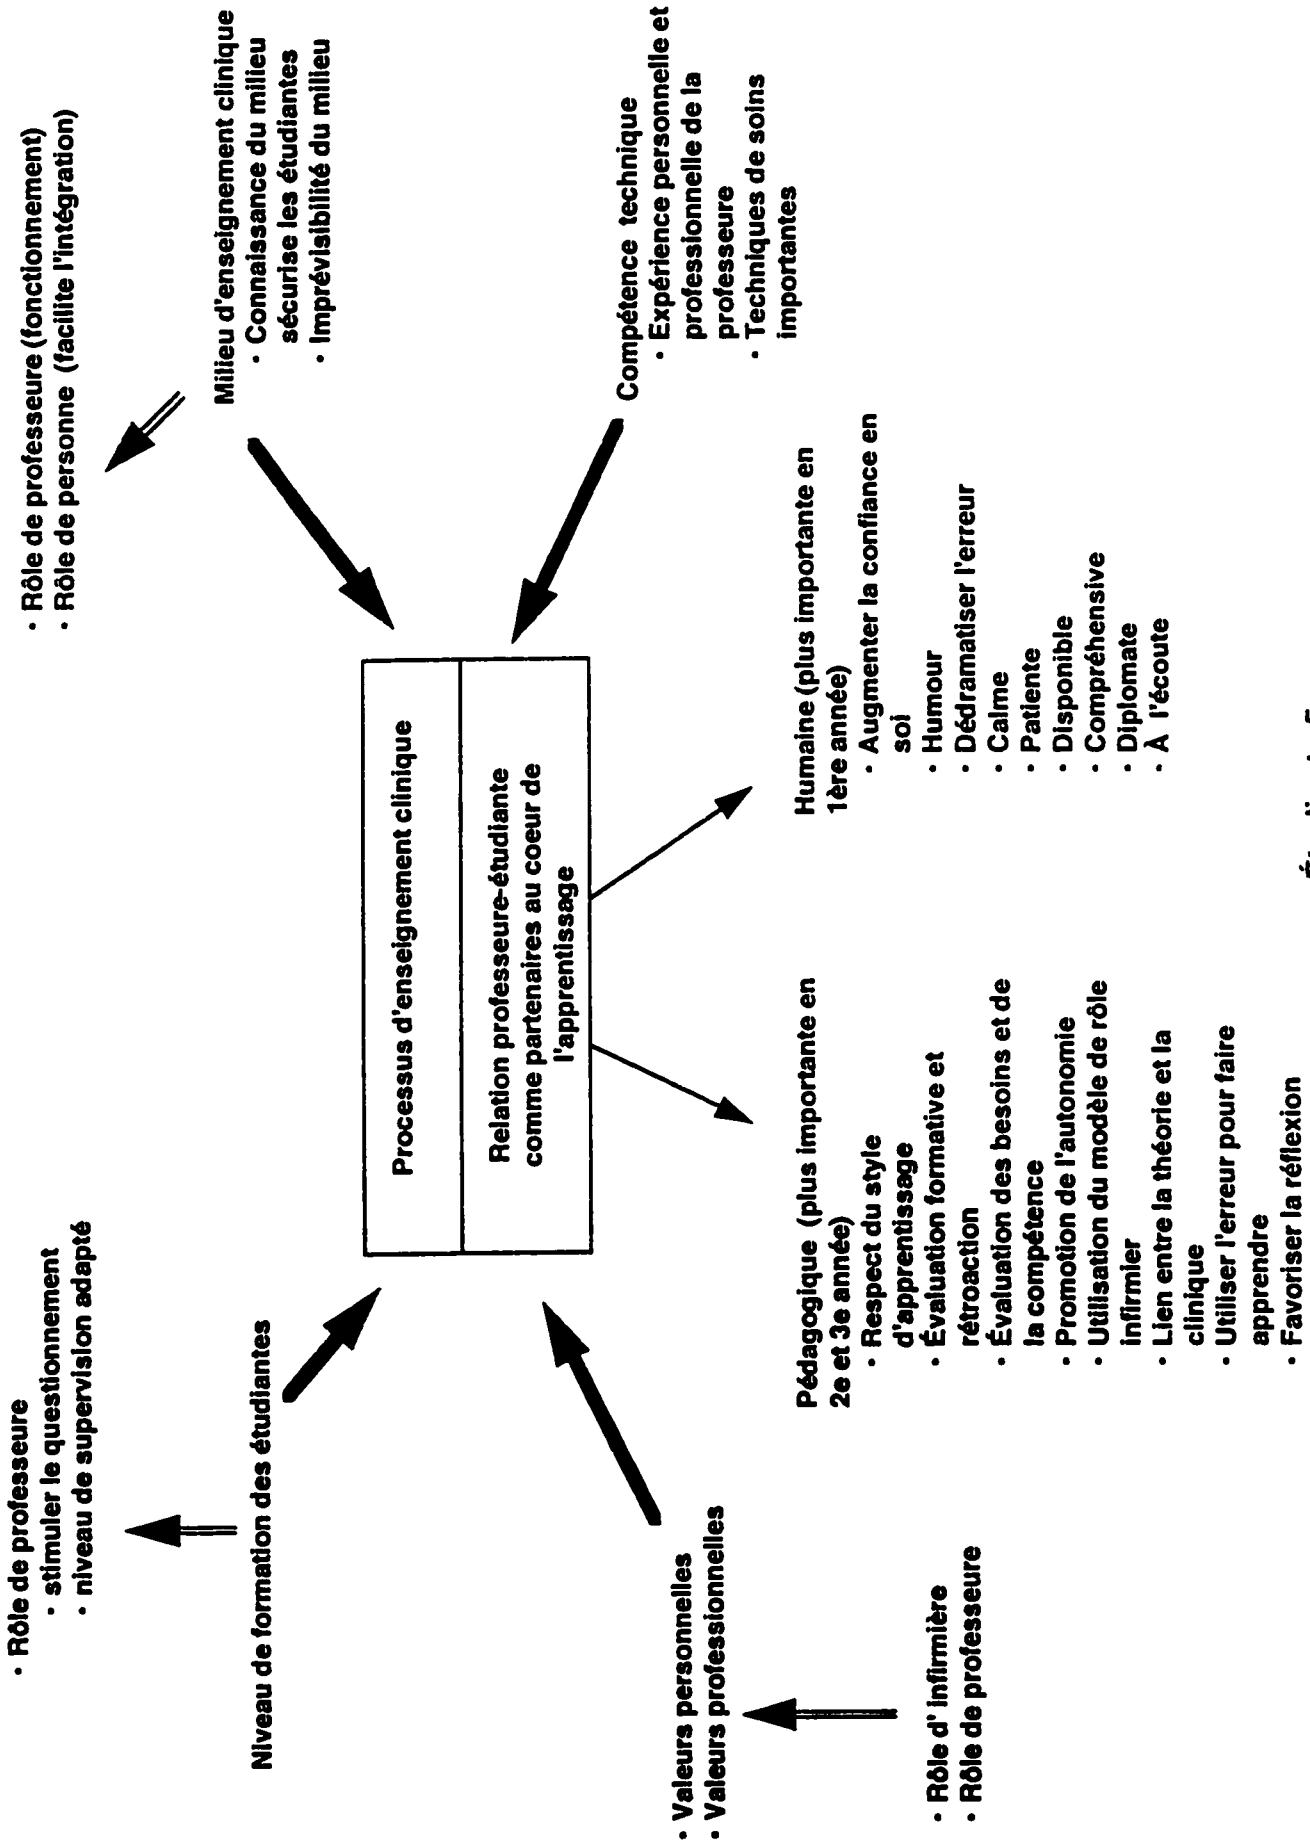 • Rôle de professeure
• stimuler le questionnement
• niveau de supervision adapté
Niveau de formation des étudiantes
• Rôle de professeure (fonctionnement)
• Rôle de personne (facilite l'intégration)
Milieu d'enseignement clinique
• Connaissance du milieu
sécurise les étudiantes
• Imprévisibilité du milieu
Processus d'enseignement clinique
Relation professeure-étudiante
comme partenaires au coeur de
l'apprentissage
• Valeurs personnelles
• Valeurs professionnelles
• Rôle d' infirmière
• Rôle de professeure
Compétence technique
• Expérience personnelle et
professionnelle de la
professeure
• Techniques de soins
importantes
Pédagogique (plus importante en
2e et 3e année)
• Respect du style
d'apprentissage
• Évaluation formative et
rétroaction
• Évaluation des besoins et de
la compétence
• Promotion de l'autonomie
• Utilisation du modèle de rôle
infirmier
• Lien entre la théorie et la
clinique
• Utiliser l'erreur pour faire
apprendre
• Favoriser la réflexion
Humaine (plus importante en
1ère année)
• Augmenter la confiance en
soi
• Humour
• Dédramatiser l'erreur
• Calme
• Patiente
• Disponible
• Compréhensive
• Diplomate
• À l'écoute